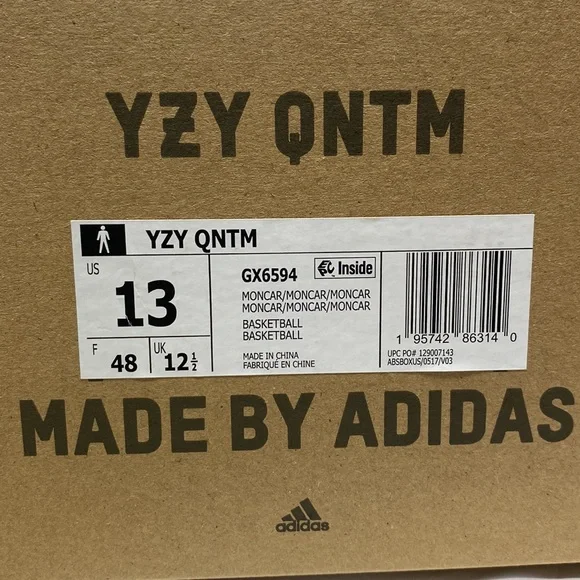 YZY QNTM
YZY QNTM
US
13
F
48
UK
12 1/2
GX6594
Inside
MONCAR/MONCAR/MONCAR
MONCAR/MONCAR/MONCAR
BASKETBALL
BASKETBALL
MADE IN CHINA
FABRIQUÉ EN CHINE
1 95742 86314 0
UPC PO# 129007143
ABSBOXUS/0517/V03
MADE BY ADIDAS
adidas